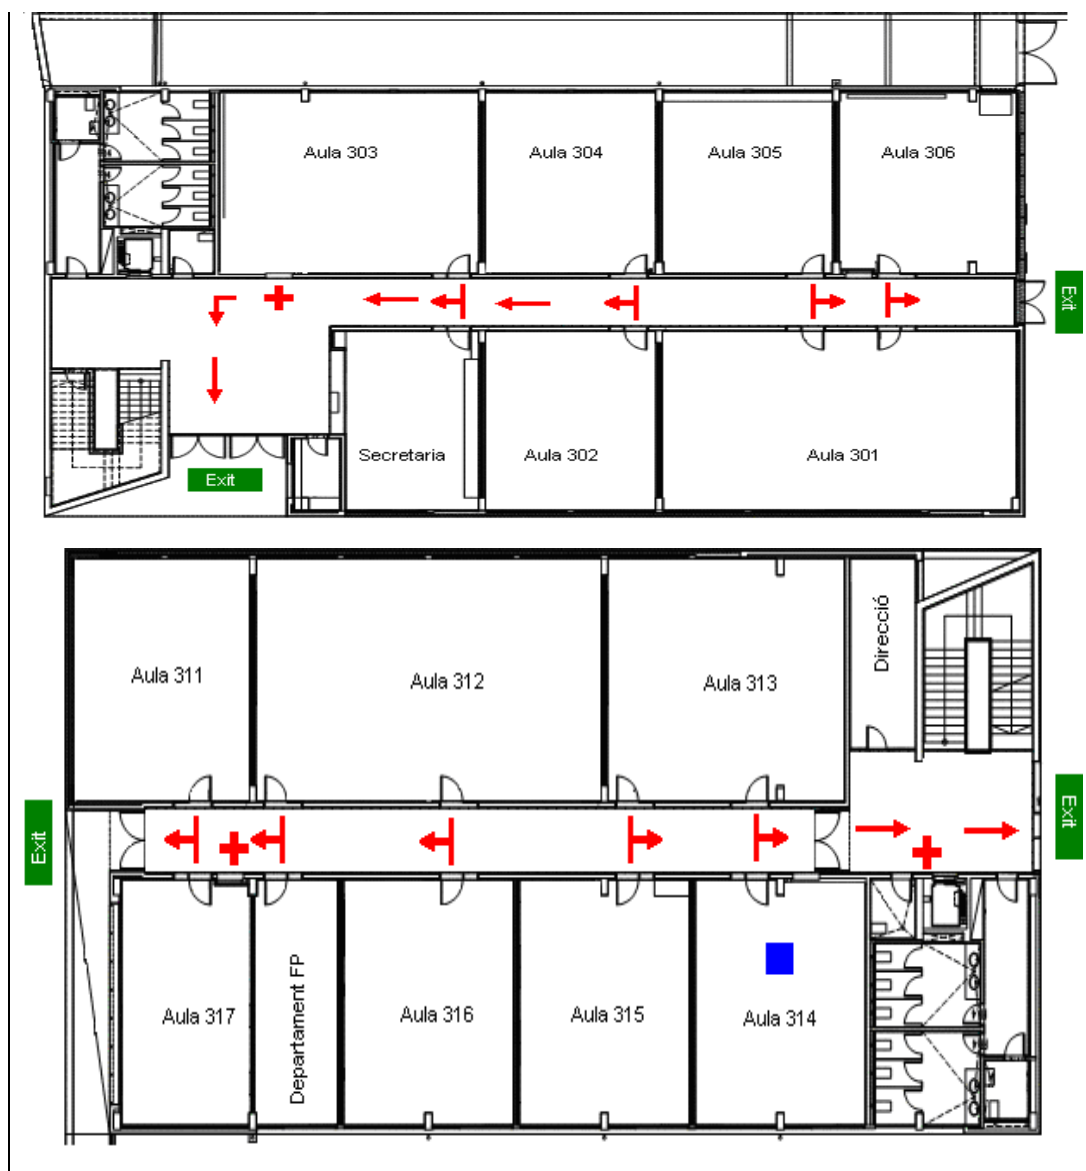 Aula 303
Aula 304
Aula 305
Aula 306
Exit
Secretaria
Aula 302
Aula 301
Exit
Aula 311
Aula 312
Aula 313
Direcció
Exit
Exit
Aula 317
Departament FP
Aula 316
Aula 315
Aula 314